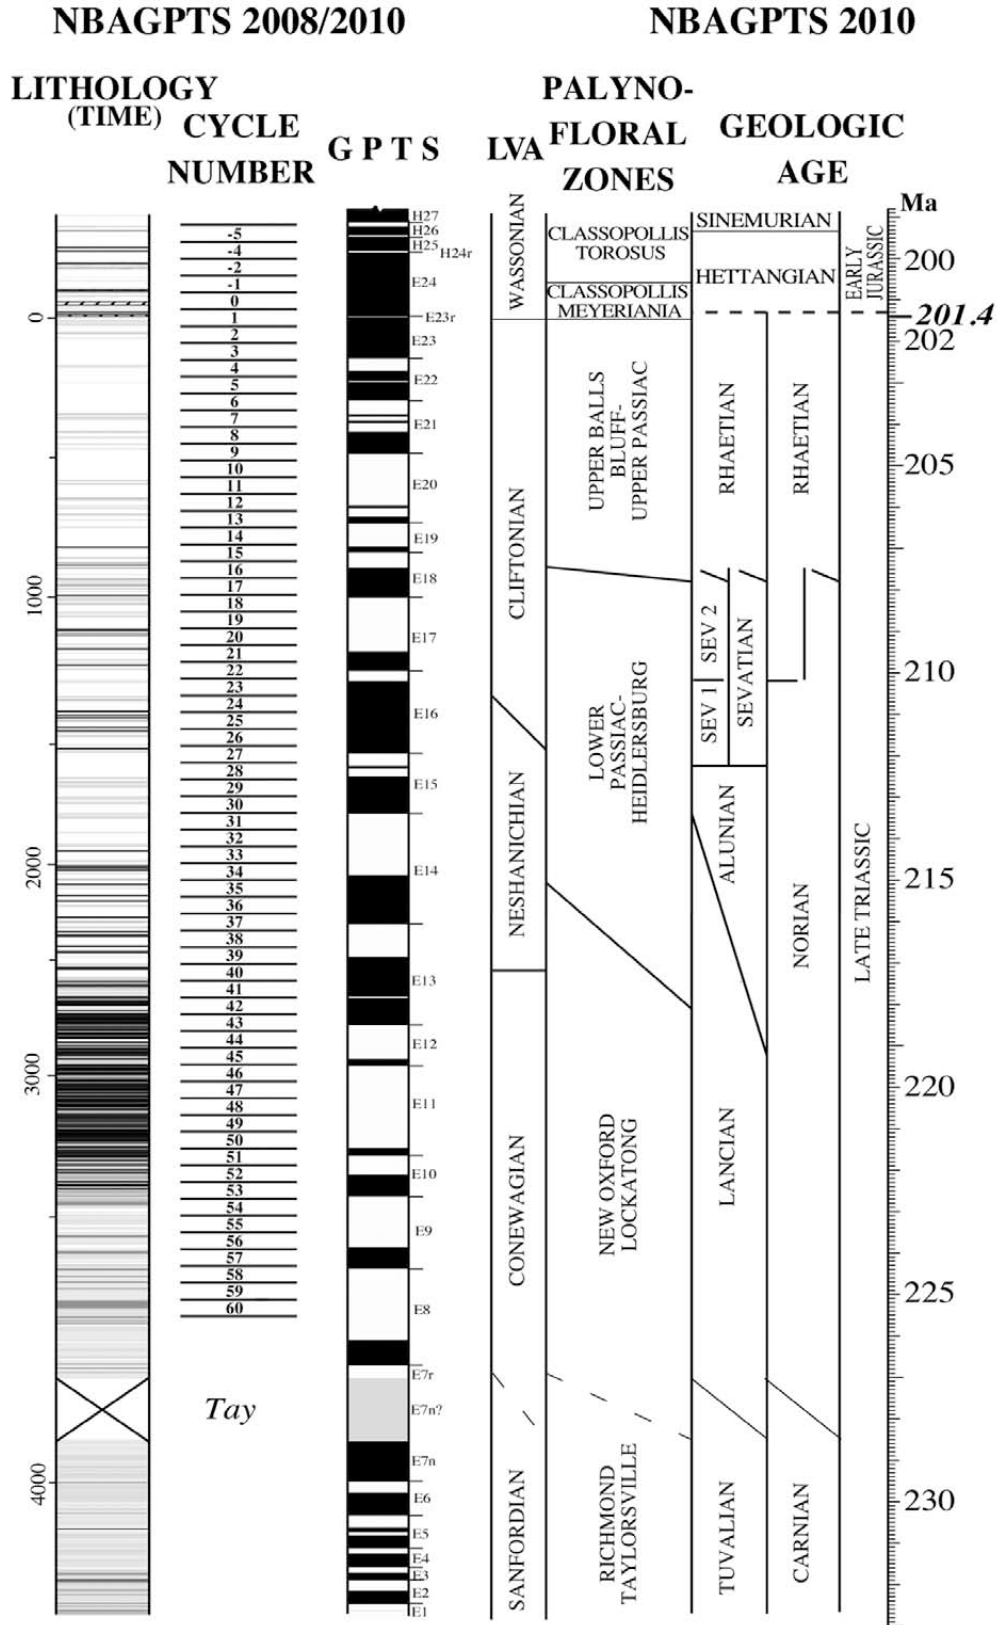 NBAGPTS 2008/2010
NBAGPTS 2010
LITHOLOGY
(TIME)
CYCLE
NUMBER
G P T S
LVA
PALYNO-
FLORAL
ZONES
GEOLOGIC
AGE
Ma
0
1000
2000
3000
4000
-5
-4
-2
-1
0
1
2
3
4
5
6
7
8
9
10
11
12
13
14
15
16
17
18
19
20
21
22
23
24
25
26
27
28
29
30
31
32
33
34
35
36
37
38
39
40
41
42
43
44
45
46
47
48
49
50
51
52
53
54
55
56
57
58
59
60
Tay
H27
H26
H25
H24r
E24
E23r
E23
E22
E21
E20
E19
E18
E17
E16
E15
E14
E13
E12
E11
E10
E9
E8
E7r
E7n?
E7n
E6
E5
E4
E3
E2
E1
WASSONIAN
CLIFTONIAN
NESHANICHIAN
CONEWAGIAN
SANFORDIAN
CLASSOPOLLIS
TOROSUS
CLASSOPOLLIS
MEYERIANIA
UPPER BALLS
BLUFF-
UPPER PASSIAC
LOWER
PASSIAC-
HEIDLERSBURG
NEW OXFORD
LOCKATONG
RICHMOND
TAYLORSVILLE
SINEMURIAN
HETTANGIAN
RHAETIAN
RHAETIAN
SEV 2
SEV 1
SEVATIAN
ALUNIAN
LANCIAN
TUVALIAN
NORIAN
CARNIAN
EARLY
JURASSIC
LATE TRIASSIC
200
201.4
202
205
210
215
220
225
230